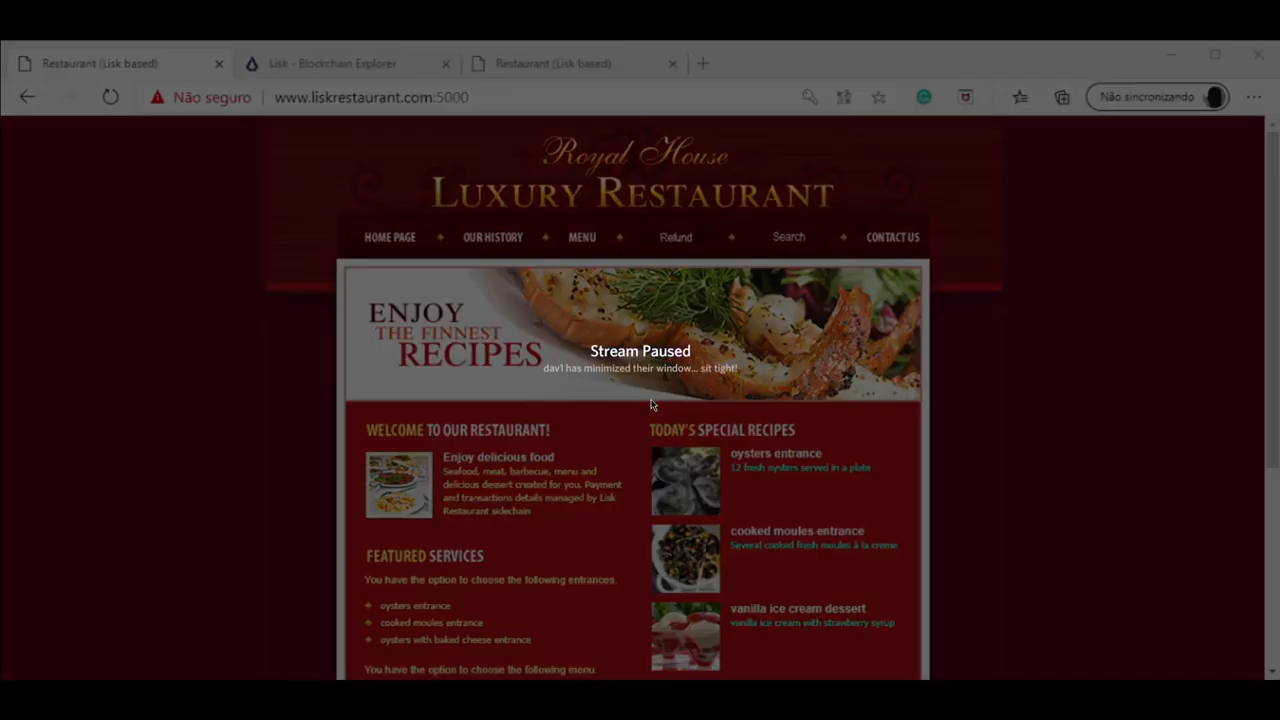 Restaurant (Lisk based)
Lisk - Blockchain Explorer
Restaurant (Lisk based)
Não seguro
www.liskrestaurant.com:5000
Não sincronizando
Royal House
LUXURY RESTAURANT
HOME PAGE
OUR HISTORY
MENU
Refund
Search
CONTACT US
ENJOY
THE FINNEST
RECIPES
Stream Paused
dav1 has minimized their window... sit tight!
WELCOME TO OUR RESTAURANT!
Enjoy delicious food
Seafood, meat, barbecue, menu and
delicious dessert created for you. Payment
and transactions details managed by Lisk
Restaurant sidechain
FEATURED SERVICES
You have the option to choose the following entrances.
oysters entrance
cooked moules entrance
oysters with baked cheese entrance
You have the option to choose the following menu.
TODAY'S SPECIAL RECIPES
oysters entrance
12 fresh oysters served in a plate
cooked moules entrance
Several cooked fresh moules à la creme
vanilla ice cream dessert
vanilla ice cream with strawberry syrup